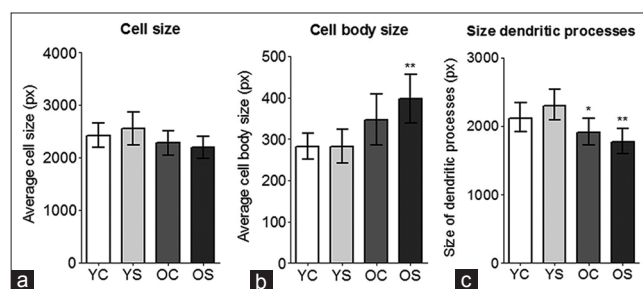 Cell size
Average cell size (px)
4000
3000
2000
1000
0
YC YS OC OS
a
Cell body size
Average cell body size (px)
500
400
300
200
100
0
**
YC YS OC OS
b
Size dendritic processes
Size of dendritic processes (px)
3000
2000
1000
0
*
**
YC YS OC OS
c